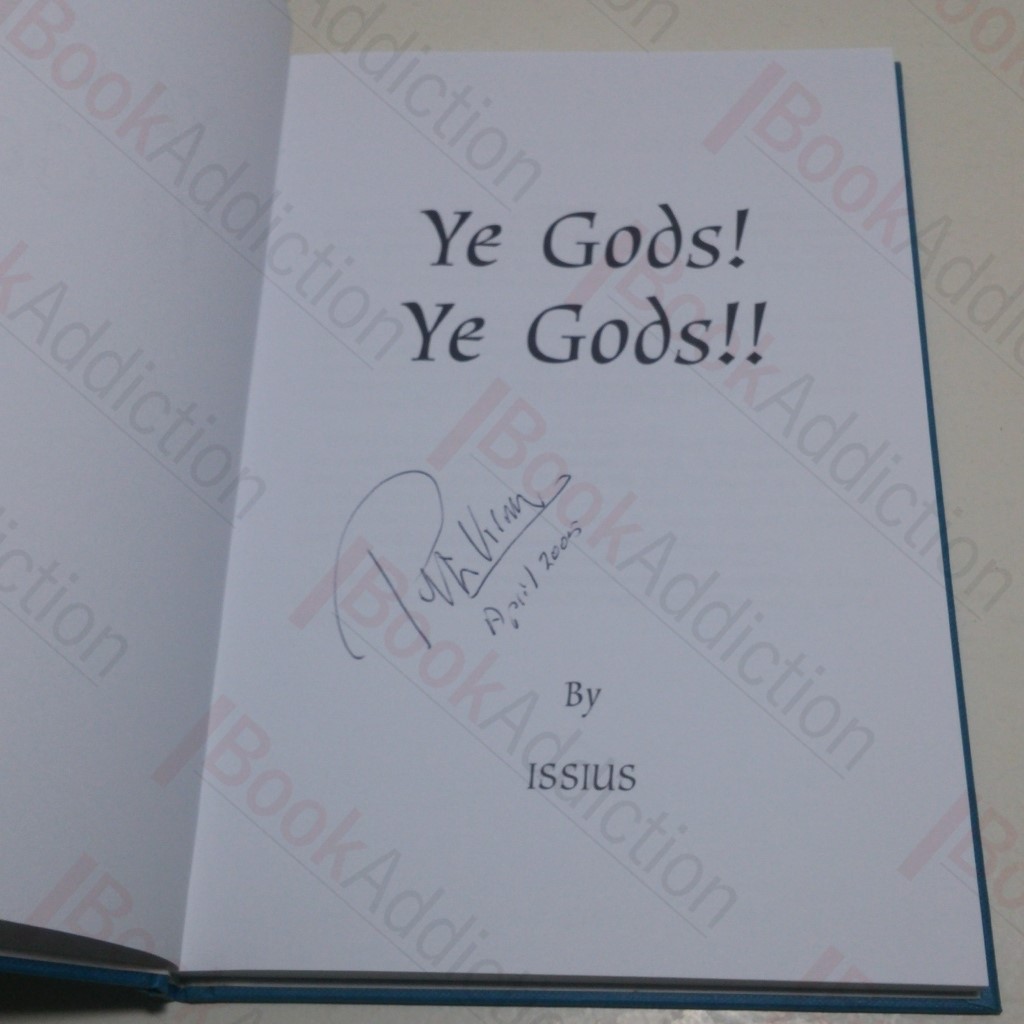 Ye Gods!
Ye Gods!!
April 2005
By
ISSIUS
BookAddiction